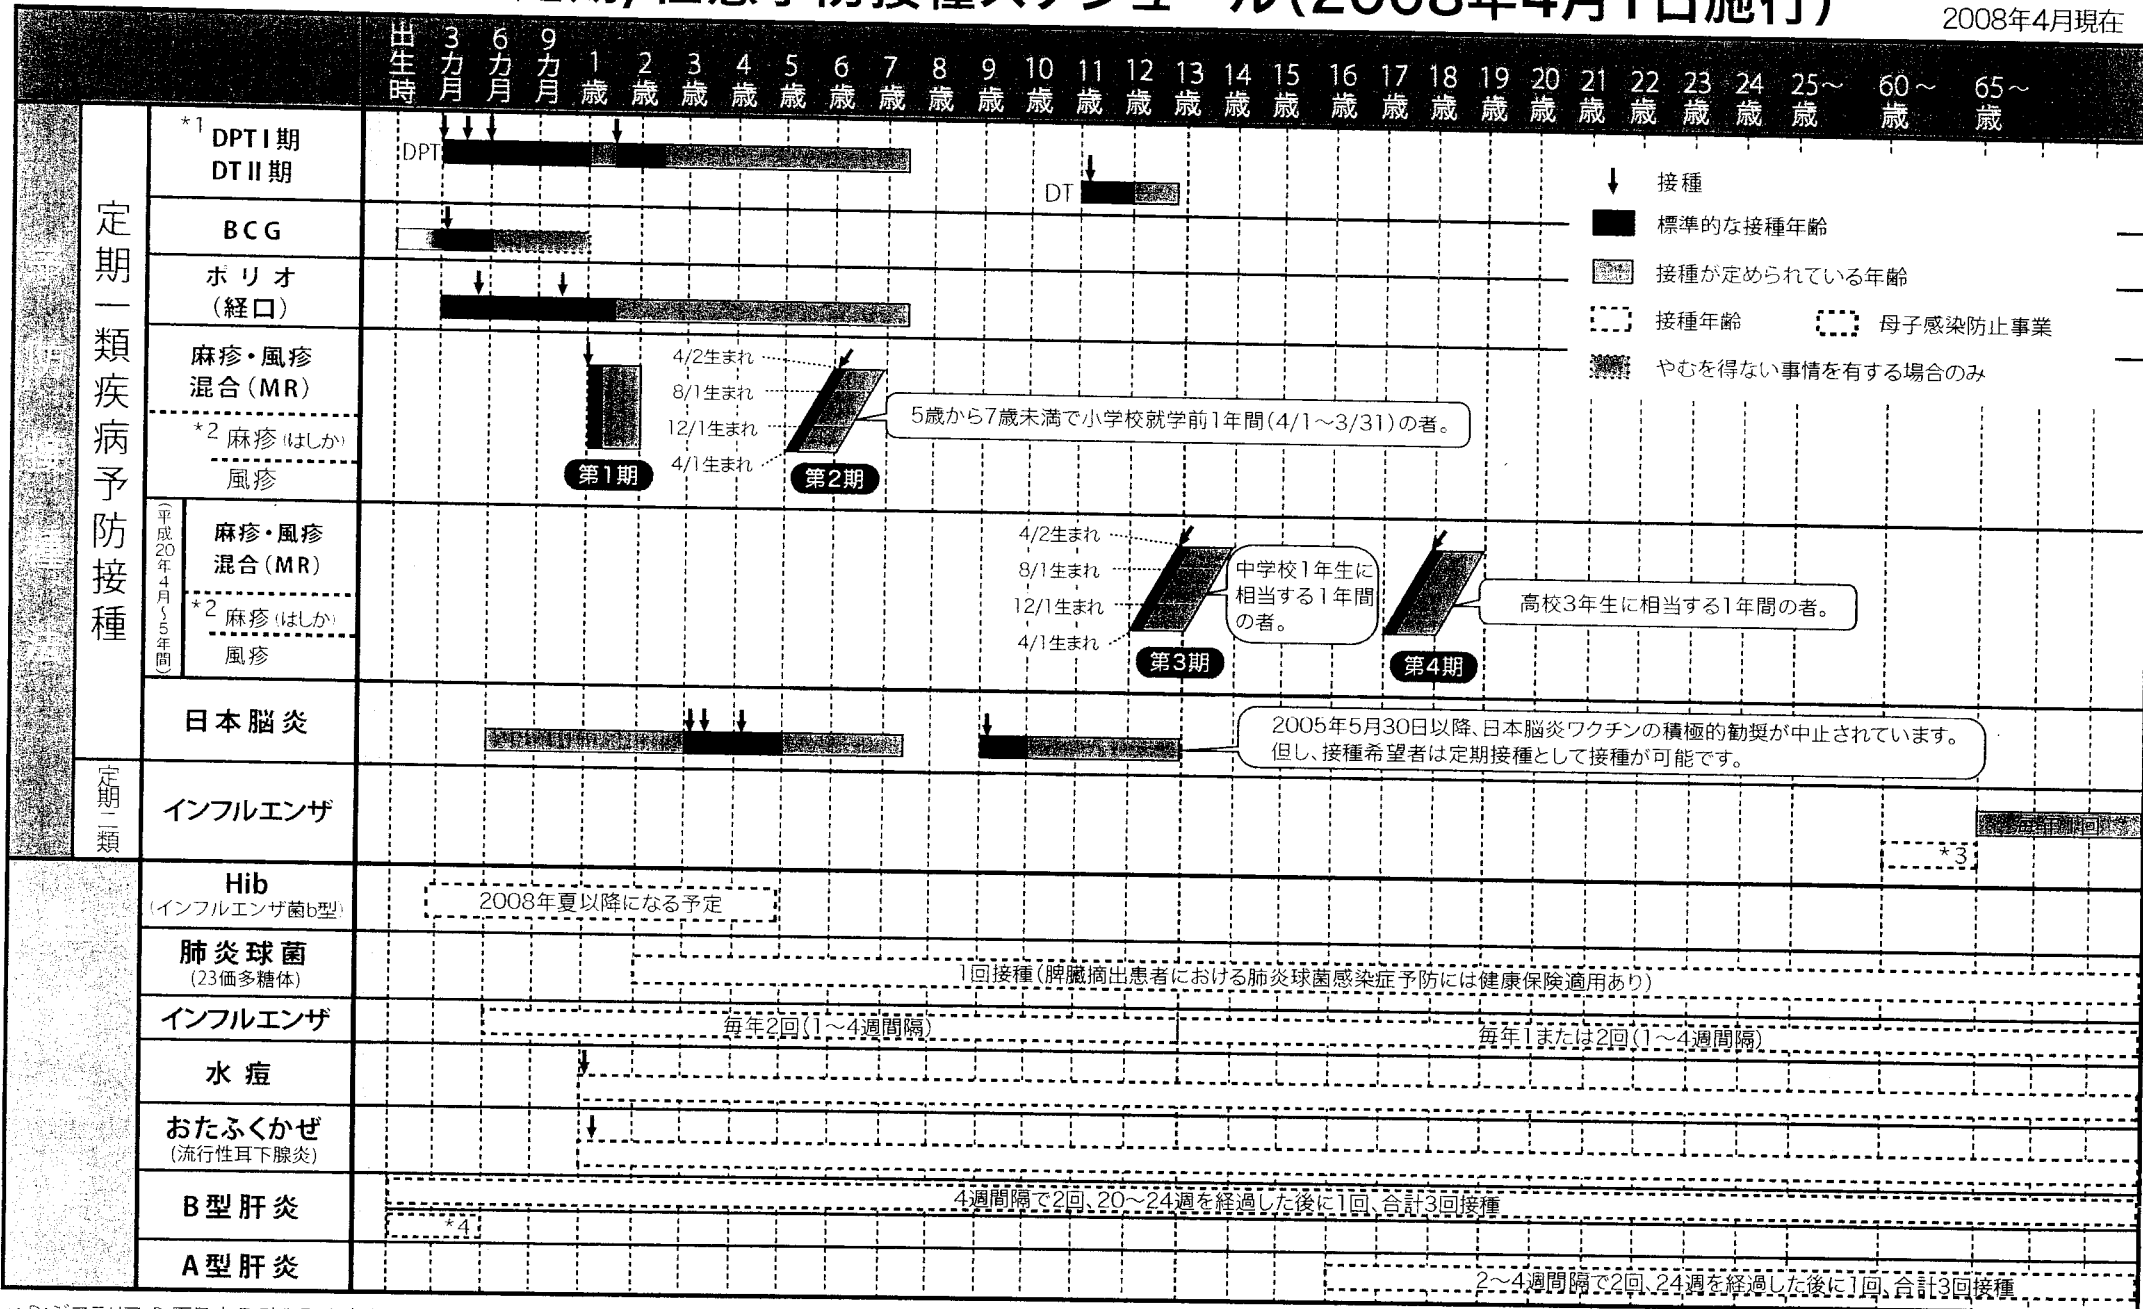 スケジュール(2008年4月1日施行)
2008年4月現在
出生時 3カ月 6カ月 9カ月 1歳 2歳 3歳 4歳 5歳 6歳 7歳 8歳 9歳 10歳 11歳 12歳 13歳 14歳 15歳 16歳 17歳 18歳 19歳 20歳 21歳 22歳 23歳 24歳 25〜歳 60〜歳 65〜歳
定期一類疾病予防接種
*1 DPT I 期
DT II 期
DPT
DT
BCG
ポリオ
(経口)
麻疹・風疹
混合(MR)
*2 麻疹(はしか)
風疹
4/2生まれ
8/1生まれ
12/1生まれ
4/1生まれ
第1期
第2期
5歳から7歳未満で小学校就学前1年間(4/1〜3/31)の者。
↓ 接種
標準的な接種年齢
接種が定められている年齢
接種年齢 母子感染防止事業
やむを得ない事情を有する場合のみ
(平成20年4月〜5年間)
麻疹・風疹
混合(MR)
*2 麻疹(はしか)
風疹
4/2生まれ
8/1生まれ
12/1生まれ
4/1生まれ
第3期
中学校1年生に
相当する1年間
の者。
第4期
高校3年生に相当する1年間の者。
日本脳炎
2005年5月30日以降、日本脳炎ワクチンの積極的勧奨が中止されています。
但し、接種希望者は定期接種として接種が可能です。
定期二類
インフルエンザ
毎年1回
*3
Hib
(インフルエンザ菌b型)
2008年夏以降になる予定
肺炎球菌
(23価多糖体)
1回接種(脾臓摘出患者における肺炎球菌感染症予防には健康保険適用あり)
インフルエンザ
毎年2回(1〜4週間隔)
毎年1または2回(1〜4週間隔)
水痘
おたふくかぜ
(流行性耳下腺炎)
B型肝炎
4週間隔で2回、20〜24週を経過した後に1回、合計3回接種
*4
A型肝炎
2〜4週間隔で2回、24週を経過した後に1回、合計3回接種